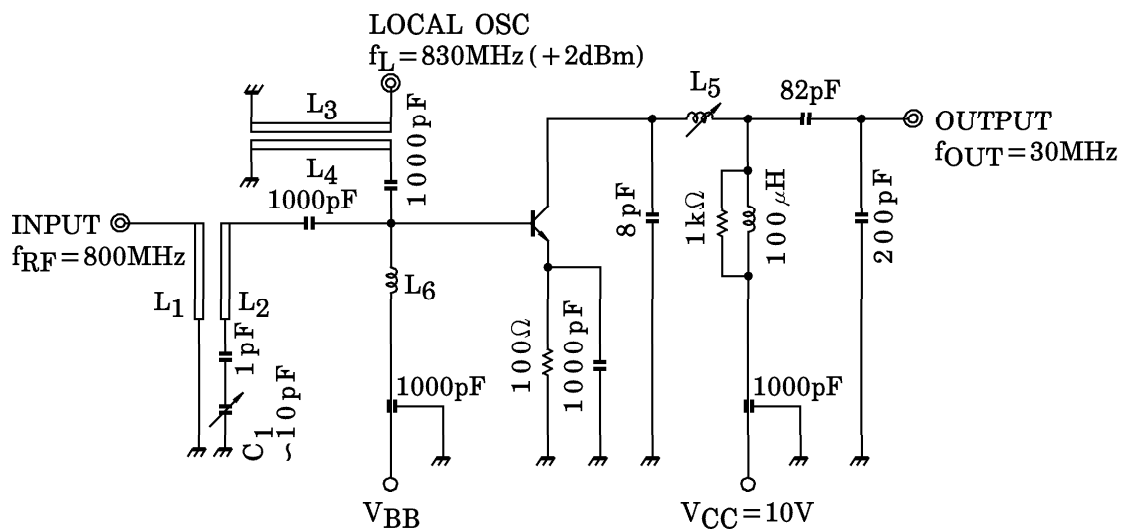 LOCAL OSC
fL=830MHz (+2dBm)
L3
L4
1000pF
1000pF
INPUT
fRF=800MHz
L1
L2
1pF
C1
~10pF
L6
1000pF
VBB
100Ω
1000pF
8pF
L5
82pF
1kΩ
100μH
200pF
OUTPUT
fOUT=30MHz
1000pF
VCC=10V